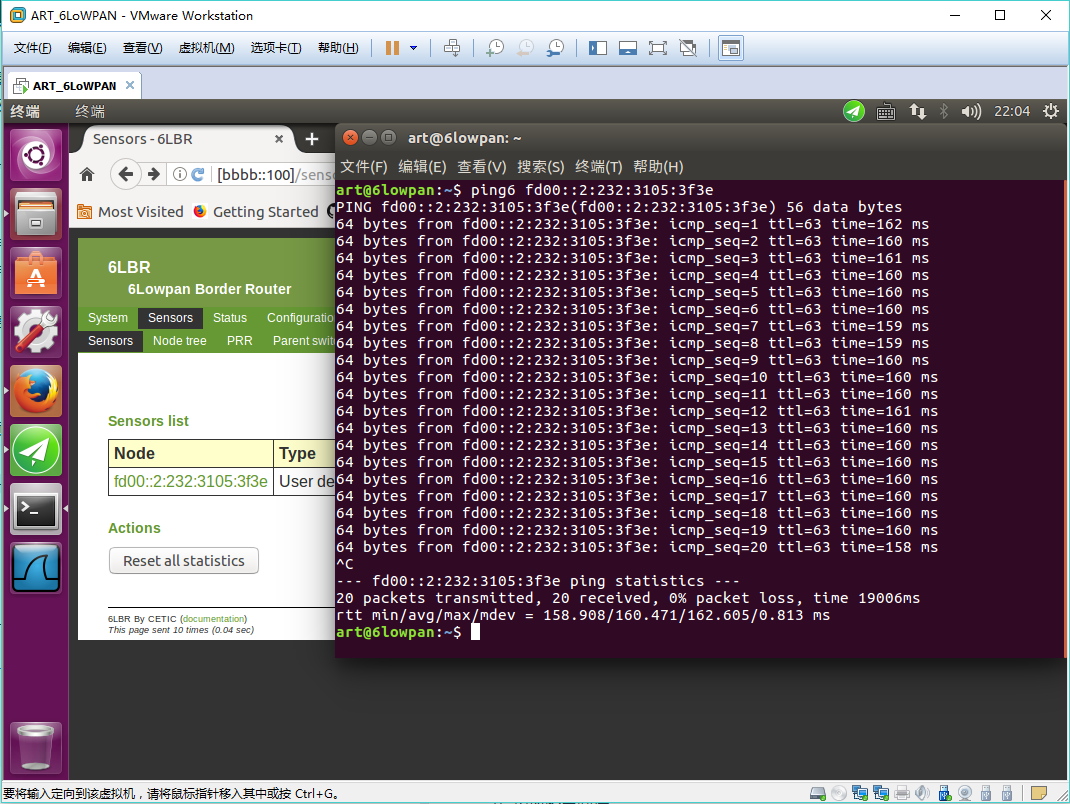 ART_6LoWPAN - VMware Workstation
文件(F) 编辑(E) 查看(V) 虚拟机(M) 选项卡(T) 帮助(H)
ART_6LoWPAN
终端 终端 22:04
Sensors - 6LBR
[bbbb::100]/sens
Most Visited Getting Started
6LBR
6Lowpan Border Router
System Sensors Status Configuratio
Sensors Node tree PRR Parent swit
Sensors list
Node Type
fd00::2:232:3105:3f3e User de
Actions
Reset all statistics
6LBR By CETIC (documentation)
This page sent 10 times (0.04 sec)
art@6lowpan: ~
文件(F) 编辑(E) 查看(V) 搜索(S) 终端(T) 帮助(H)
art@6lowpan:~$ ping6 fd00::2:232:3105:3f3e
PING fd00::2:232:3105:3f3e(fd00::2:232:3105:3f3e) 56 data bytes
64 bytes from fd00::2:232:3105:3f3e: icmp_seq=1 ttl=63 time=162 ms
64 bytes from fd00::2:232:3105:3f3e: icmp_seq=2 ttl=63 time=160 ms
64 bytes from fd00::2:232:3105:3f3e: icmp_seq=3 ttl=63 time=161 ms
64 bytes from fd00::2:232:3105:3f3e: icmp_seq=4 ttl=63 time=160 ms
64 bytes from fd00::2:232:3105:3f3e: icmp_seq=5 ttl=63 time=160 ms
64 bytes from fd00::2:232:3105:3f3e: icmp_seq=6 ttl=63 time=160 ms
64 bytes from fd00::2:232:3105:3f3e: icmp_seq=7 ttl=63 time=159 ms
64 bytes from fd00::2:232:3105:3f3e: icmp_seq=8 ttl=63 time=159 ms
64 bytes from fd00::2:232:3105:3f3e: icmp_seq=9 ttl=63 time=160 ms
64 bytes from fd00::2:232:3105:3f3e: icmp_seq=10 ttl=63 time=160 ms
64 bytes from fd00::2:232:3105:3f3e: icmp_seq=11 ttl=63 time=160 ms
64 bytes from fd00::2:232:3105:3f3e: icmp_seq=12 ttl=63 time=161 ms
64 bytes from fd00::2:232:3105:3f3e: icmp_seq=13 ttl=63 time=160 ms
64 bytes from fd00::2:232:3105:3f3e: icmp_seq=14 ttl=63 time=160 ms
64 bytes from fd00::2:232:3105:3f3e: icmp_seq=15 ttl=63 time=160 ms
64 bytes from fd00::2:232:3105:3f3e: icmp_seq=16 ttl=63 time=160 ms
64 bytes from fd00::2:232:3105:3f3e: icmp_seq=17 ttl=63 time=160 ms
64 bytes from fd00::2:232:3105:3f3e: icmp_seq=18 ttl=63 time=160 ms
64 bytes from fd00::2:232:3105:3f3e: icmp_seq=19 ttl=63 time=160 ms
64 bytes from fd00::2:232:3105:3f3e: icmp_seq=20 ttl=63 time=158 ms
^C
--- fd00::2:232:3105:3f3e ping statistics ---
20 packets transmitted, 20 received, 0% packet loss, time 19006ms
rtt min/avg/max/mdev = 158.908/160.471/162.605/0.813 ms
art@6lowpan:~$
要将输入定向到该虚拟机，请将鼠标指针移入其中或按 Ctrl+G。